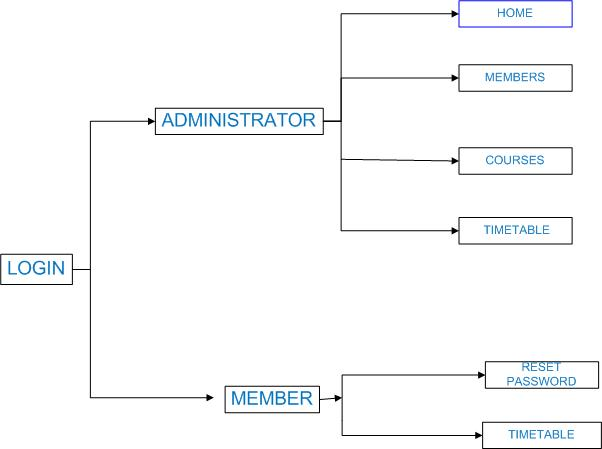 HOME
MEMBERS
ADMINISTRATOR
COURSES
TIMETABLE
LOGIN
RESET
PASSWORD
MEMBER
TIMETABLE